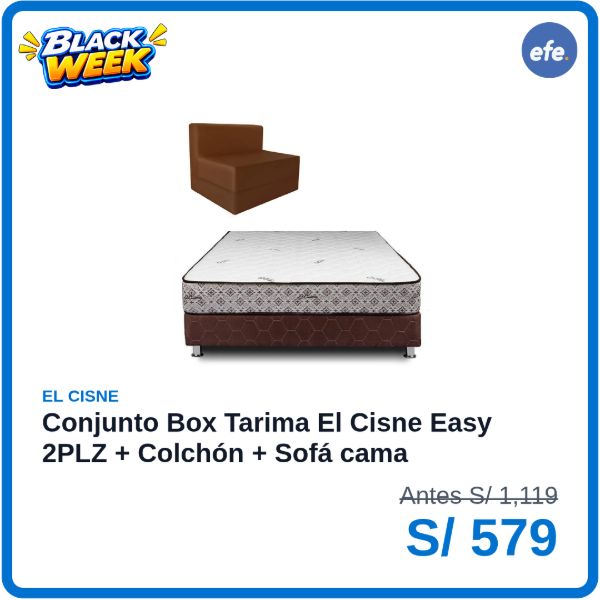 BLACK
WEEK
efe.
EL CISNE
Conjunto Box Tarima El Cisne Easy
2PLZ + Colchón + Sofá cama
Antes S/ 1,119
S/ 579